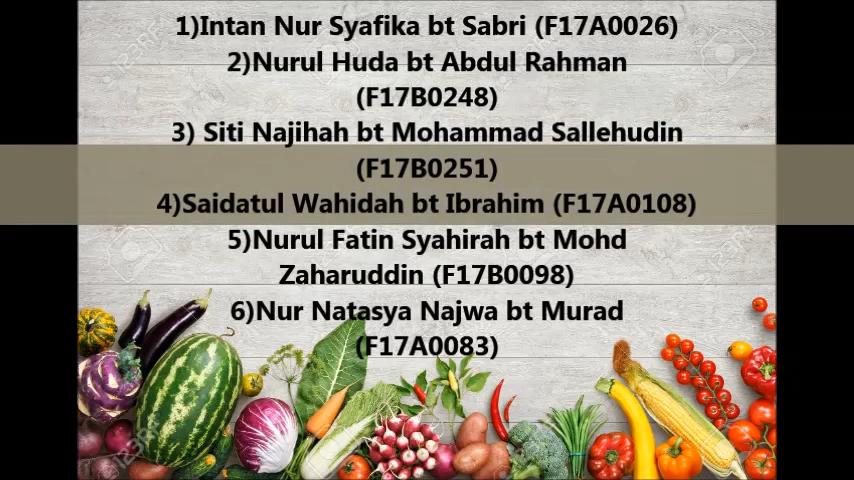 1)Intan Nur Syafika bt Sabri (F17A0026)
2)Nurul Huda bt Abdul Rahman
(F17B0248)
3) Siti Najihah bt Mohammad Sallehudin
(F17B0251)
4)Saidatul Wahidah bt Ibrahim (F17A0108)
5)Nurul Fatin Syahirah bt Mohd
Zaharuddin (F17B0098)
6)Nur Natasya Najwa bt Murad
(F17A0083)